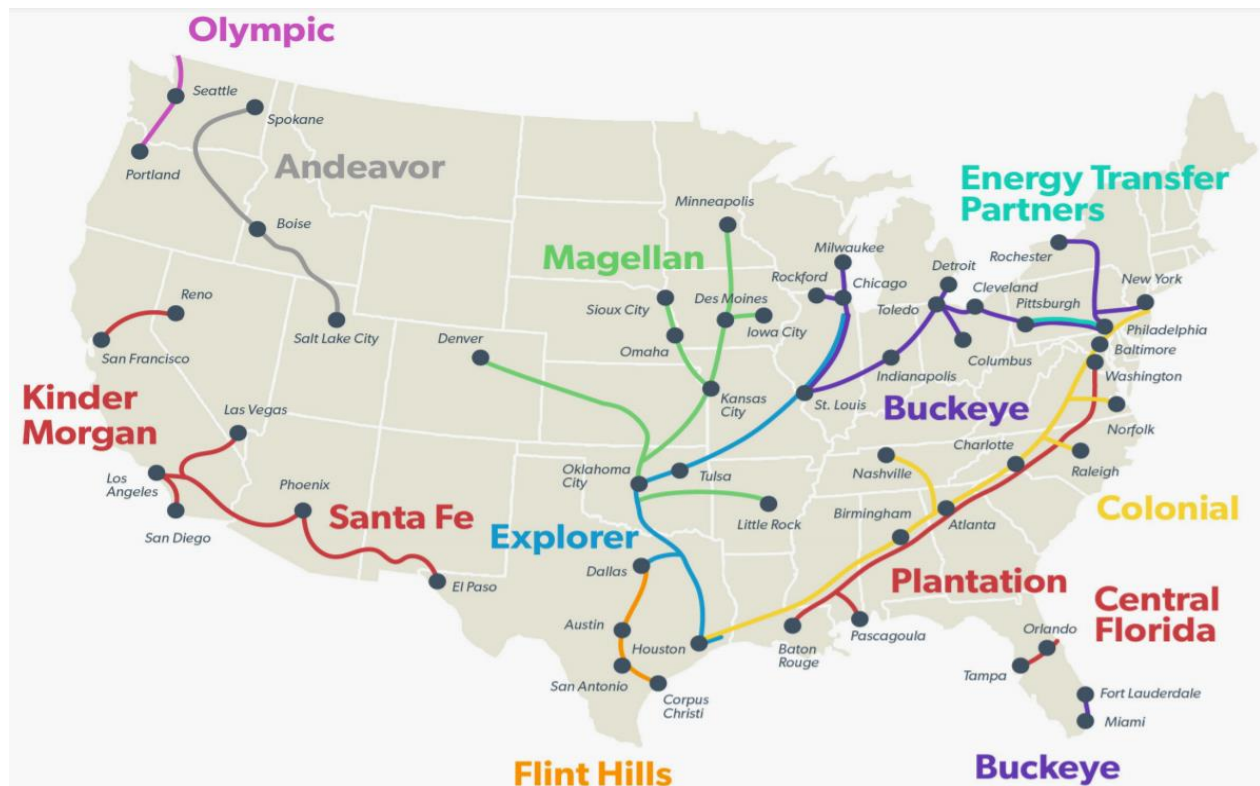 Olympic
Seattle
Spokane
Portland
Andeavor
Boise
Salt Lake City
Reno
San Francisco
Kinder
Morgan
Las Vegas
Los
Angeles
San Diego
Phoenix
Santa Fe
El Paso
Denver
Magellan
Minneapolis
Sioux City
Omaha
Des Moines
Iowa City
Kansas
City
Oklahoma
City
Tulsa
Little Rock
Explorer
Dallas
Austin
San Antonio
Houston
Corpus
Christi
Flint Hills
Milwaukee
Rockford
Chicago
St. Louis
Indianapolis
Buckeye
Detroit
Toledo
Cleveland
Columbus
Pittsburgh
Energy Transfer
Partners
Rochester
New York
Philadelphia
Baltimore
Washington
Norfolk
Raleigh
Charlotte
Nashville
Birmingham
Atlanta
Colonial
Plantation
Baton
Rouge
Pascagoula
Central
Florida
Orlando
Tampa
Fort Lauderdale
Miami
Buckeye